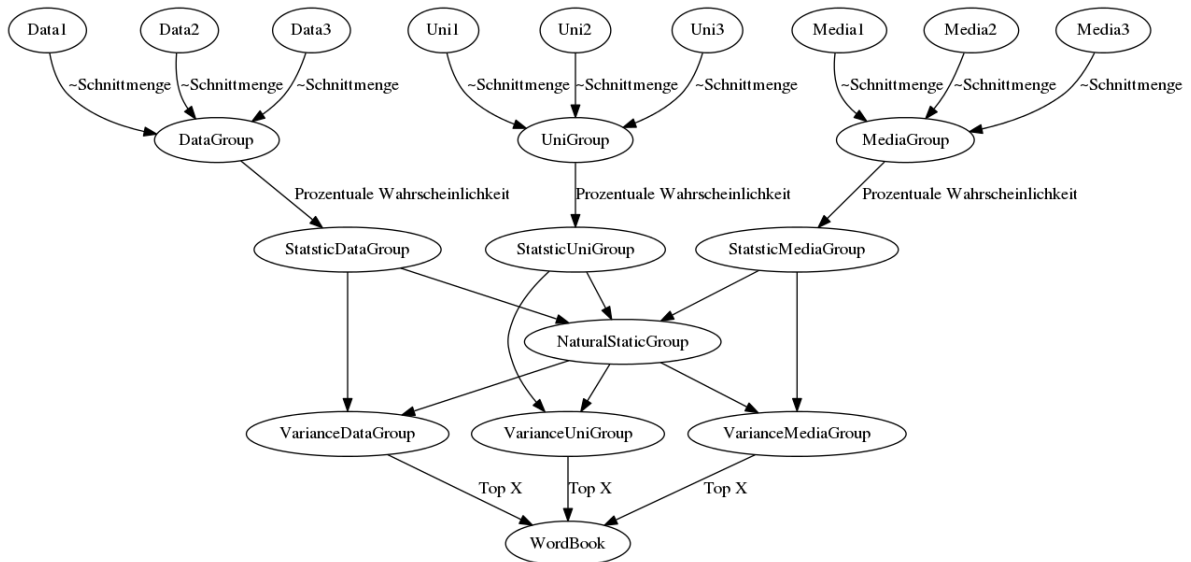 Data1
Data2
Data3
Uni1
Uni2
Uni3
Media1
Media2
Media3
~Schnittmenge
~Schnittmenge
~Schnittmenge
~Schnittmenge
~Schnittmenge
~Schnittmenge
~Schnittmenge
~Schnittmenge
~Schnittmenge
DataGroup
UniGroup
MediaGroup
Prozentuale Wahrscheinlichkeit
Prozentuale Wahrscheinlichkeit
Prozentuale Wahrscheinlichkeit
StatsticDataGroup
StatsticUniGroup
StatsticMediaGroup
NaturalStaticGroup
VarianceDataGroup
VarianceUniGroup
VarianceMediaGroup
Top X
Top X
Top X
WordBook